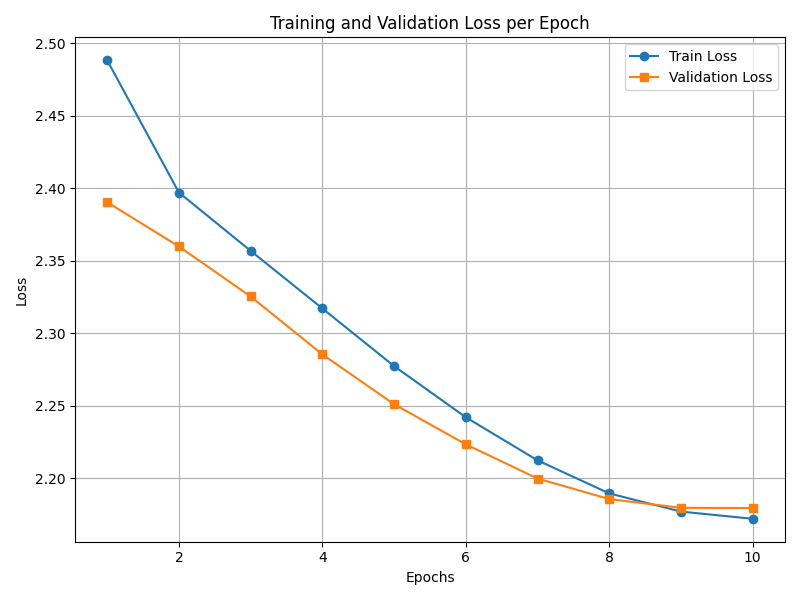 Training and Validation Loss per Epoch
Train Loss
Validation Loss
2.50
2.45
2.40
2.35
2.30
2.25
2.20
Loss
2 4 6 8 10
Epochs